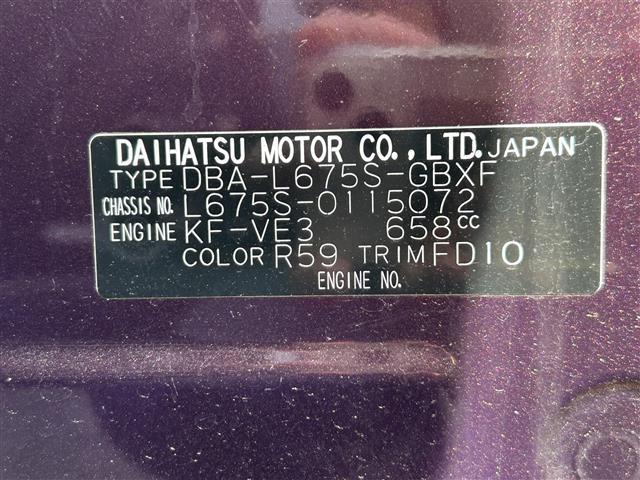 DAIHATSU MOTOR CO., LTD. JAPAN
TYPE DBA-L675S-GBXF
CHASSIS NO. L675S-0115072
ENGINE KF-VE3 658cc
COLOR R59 TRIM FD10
ENGINE NO.